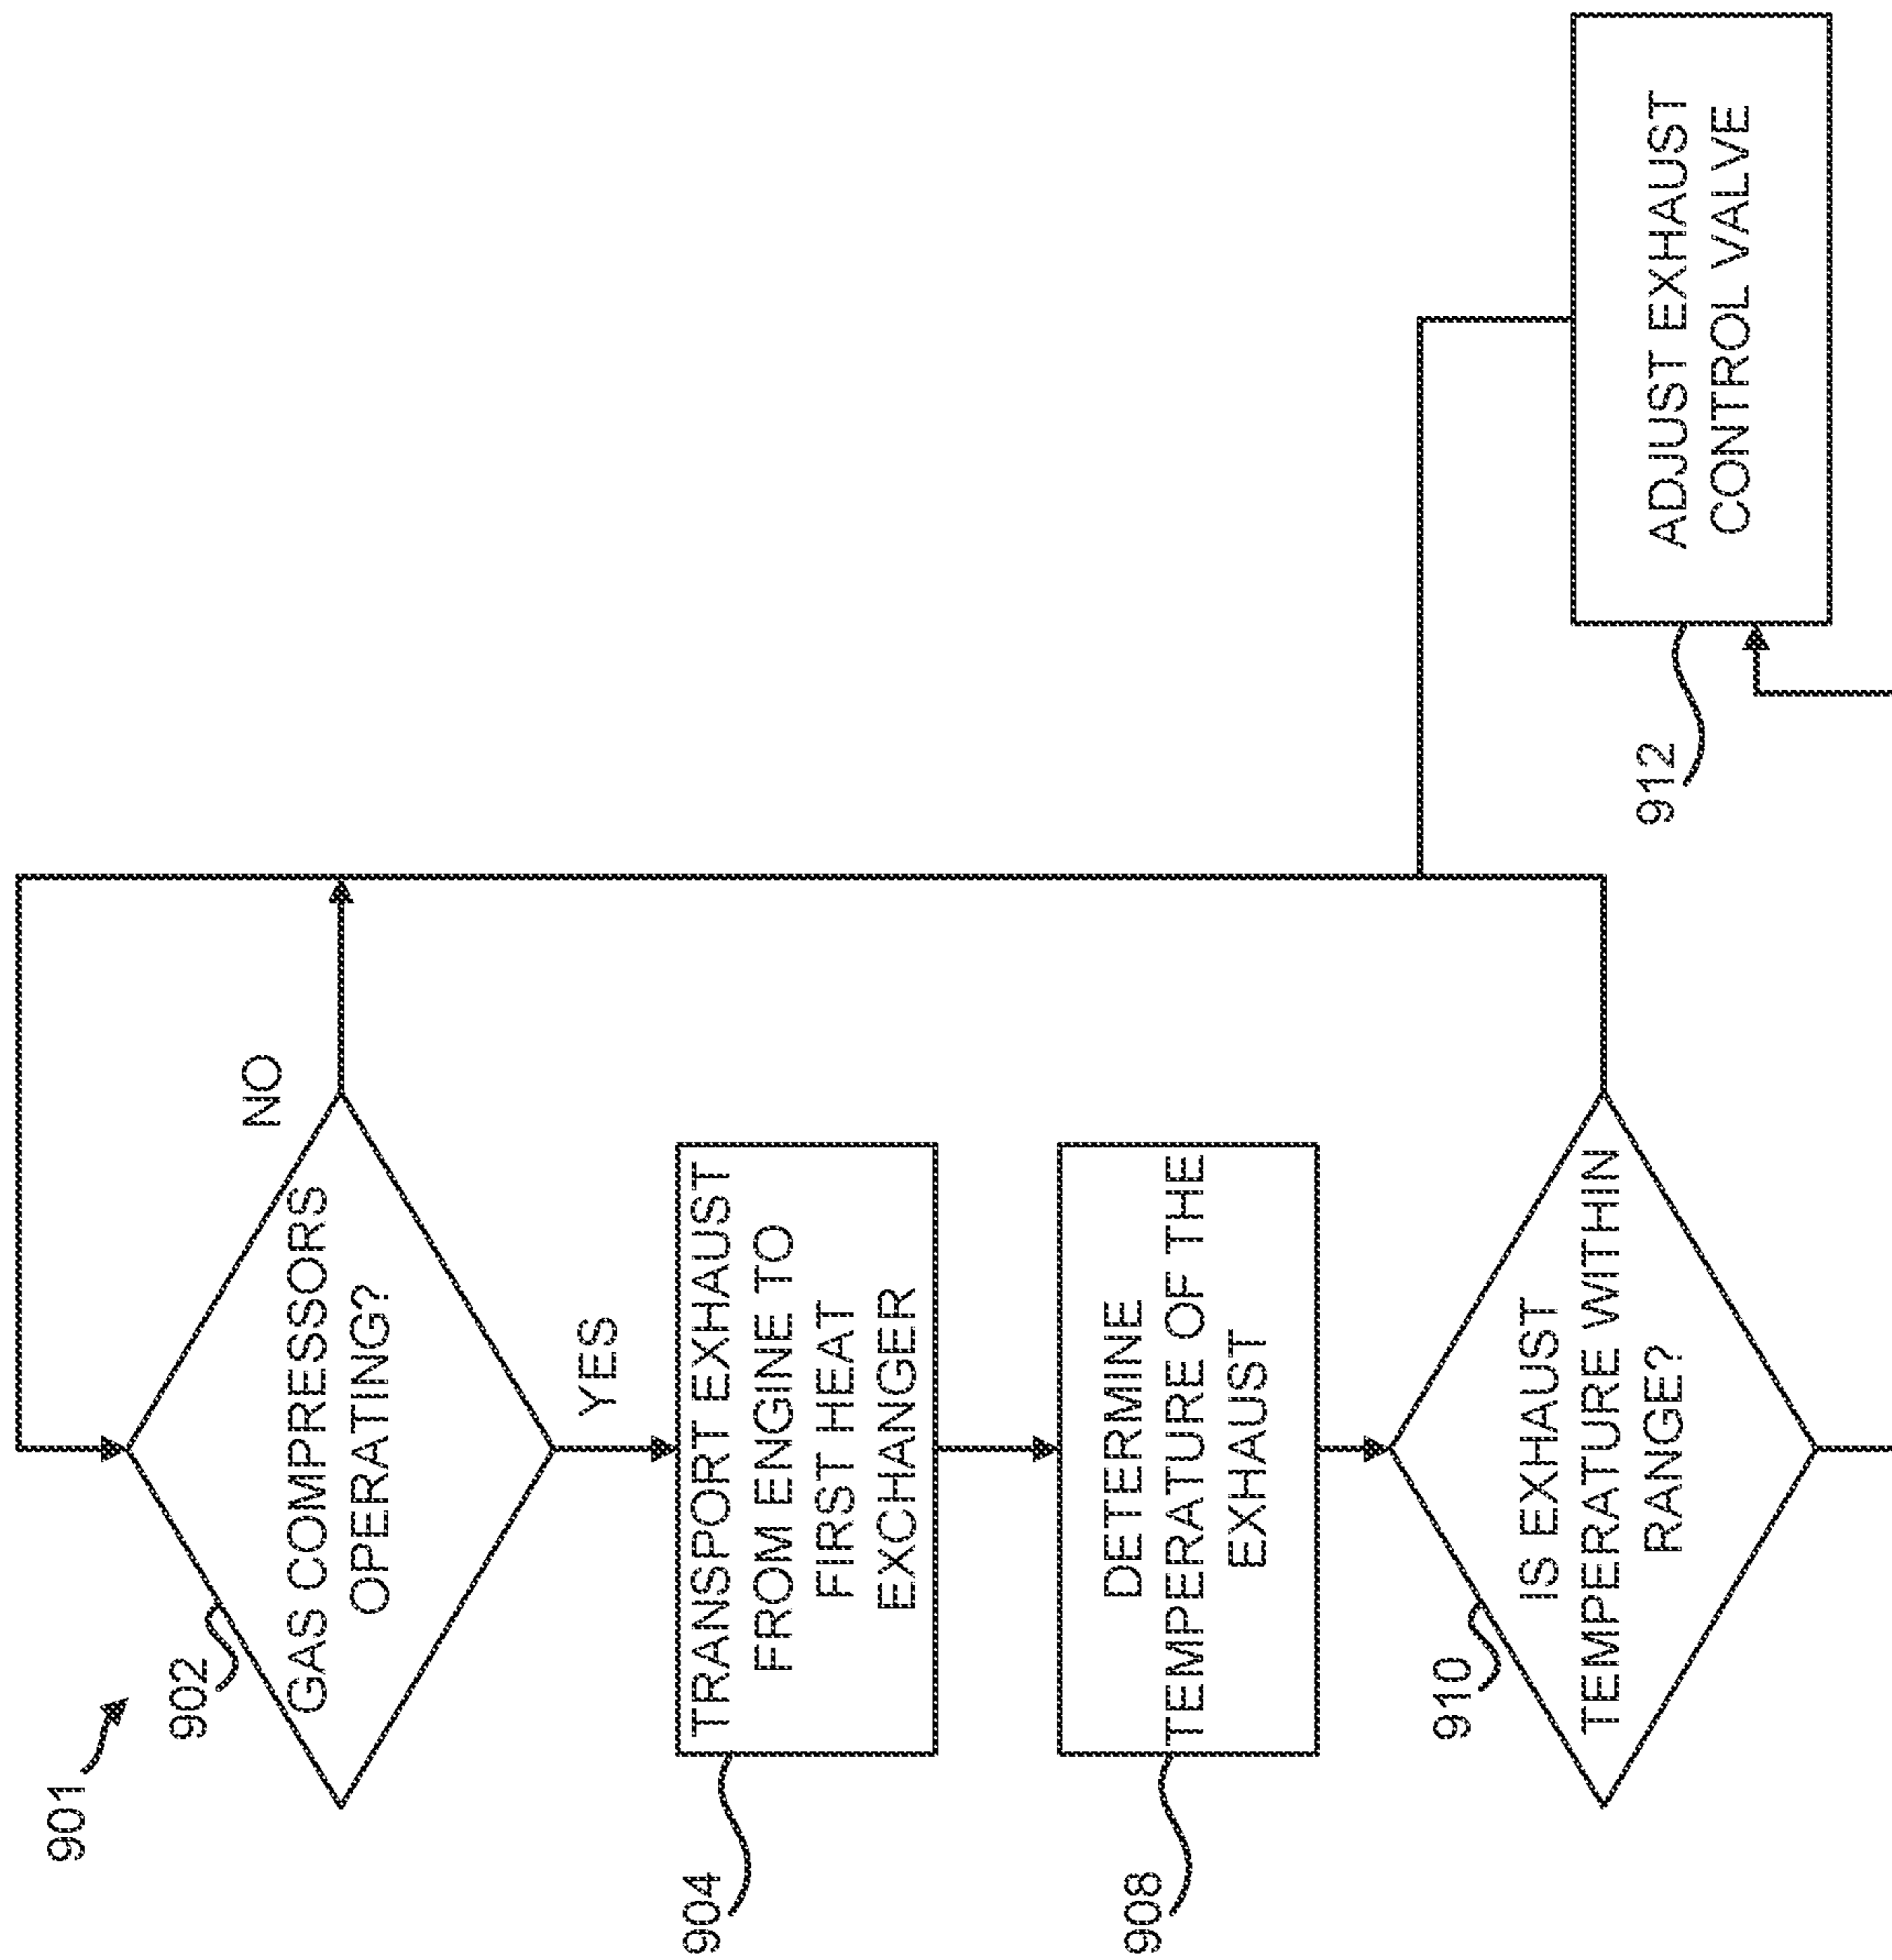 901
902
GAS COMPRESSORS
OPERATING?
NO
YES
904
TRANSPORT EXHAUST
FROM ENGINE TO
FIRST HEAT
EXCHANGER
908
DETERMINE
TEMPERATURE OF THE
EXHAUST
910
IS EXHAUST
TEMPERATURE WITHIN
RANGE?
912
ADJUST EXHAUST
CONTROL VALVE